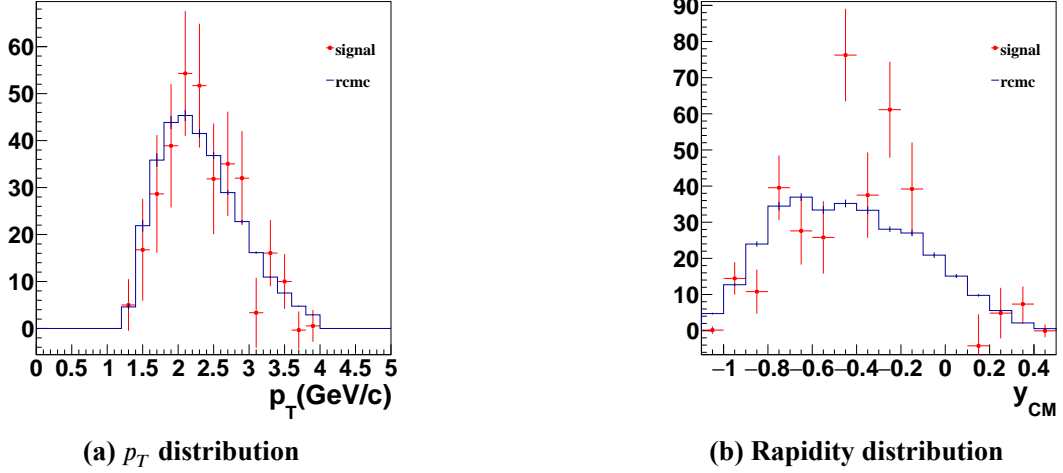 60
50
40
30
20
10
0
0 0.5 1 1.5 2 2.5 3 3.5 4 4.5 5
p_T(GeV/c)
signal
rcmc
(a) p_T distribution
90
80
70
60
50
40
30
20
10
0
−1 −0.8 −0.6 −0.4 −0.2 0 0.2 0.4
y_CM
signal
rcmc
(b) Rapidity distribution